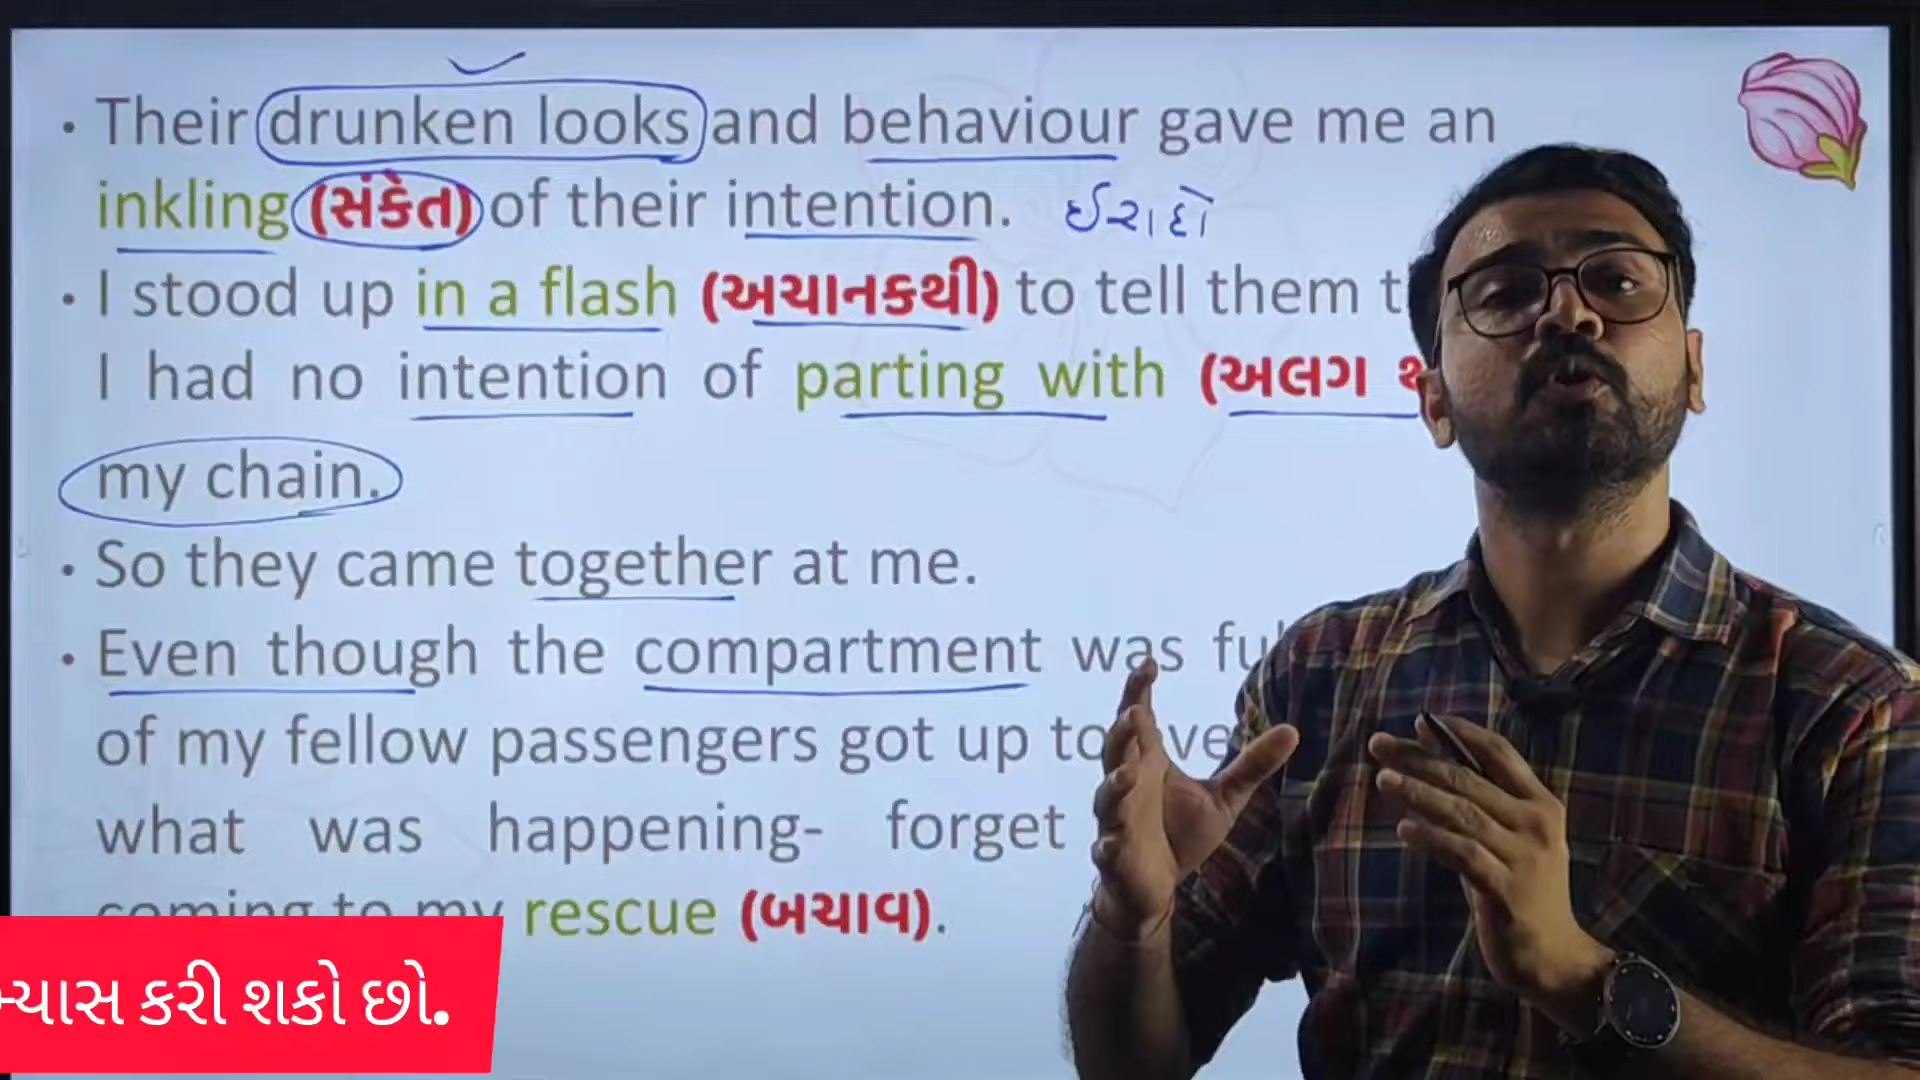 • Their drunken looks and behaviour gave me an
inkling (સંકેત) of their intention. ઈરાદો
• I stood up in a flash (અચાનકથી) to tell them
I had no intention of parting with (અલગ
my chain.
• So they came together at me.
• Even though the compartment was
of my fellow passengers got up to
what was happening- forget
coming to my rescue (બચાવ).
કરી શકો છો.